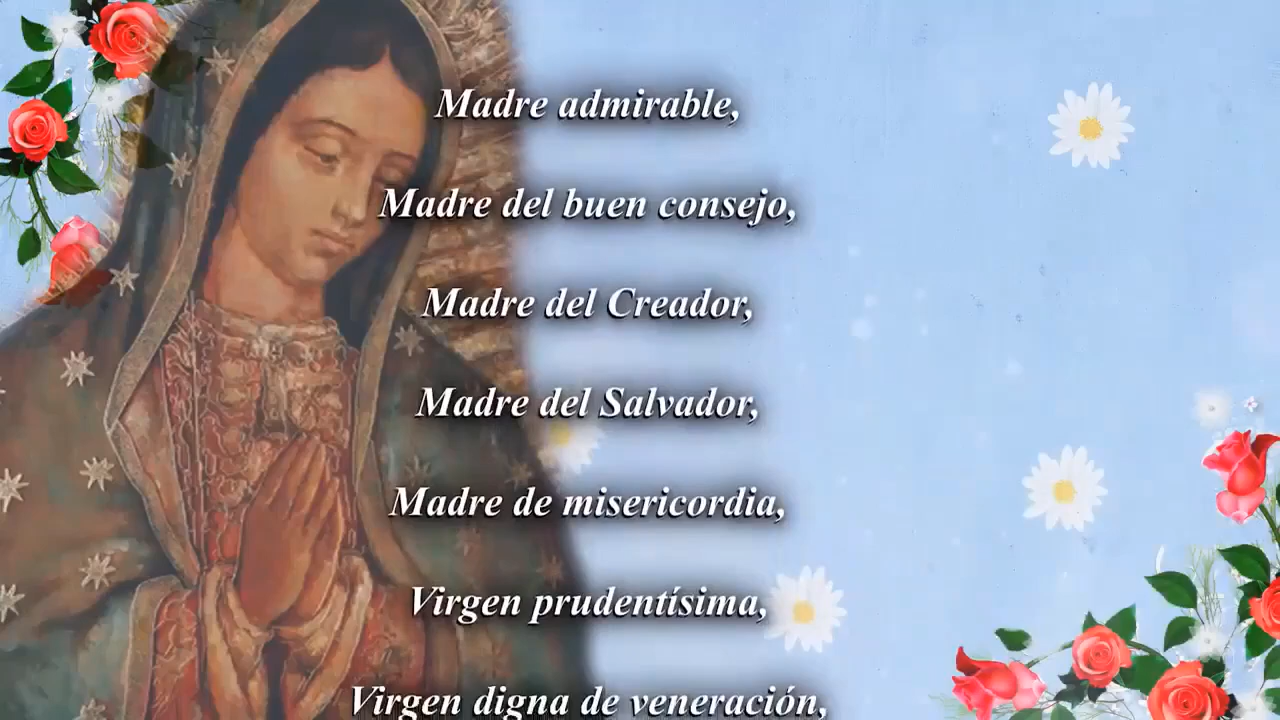 Madre admirable,
Madre del buen consejo,
Madre del Creador,
Madre del Salvador,
Madre de misericordia,
Virgen prudentísima,
Virgen digna de veneración,